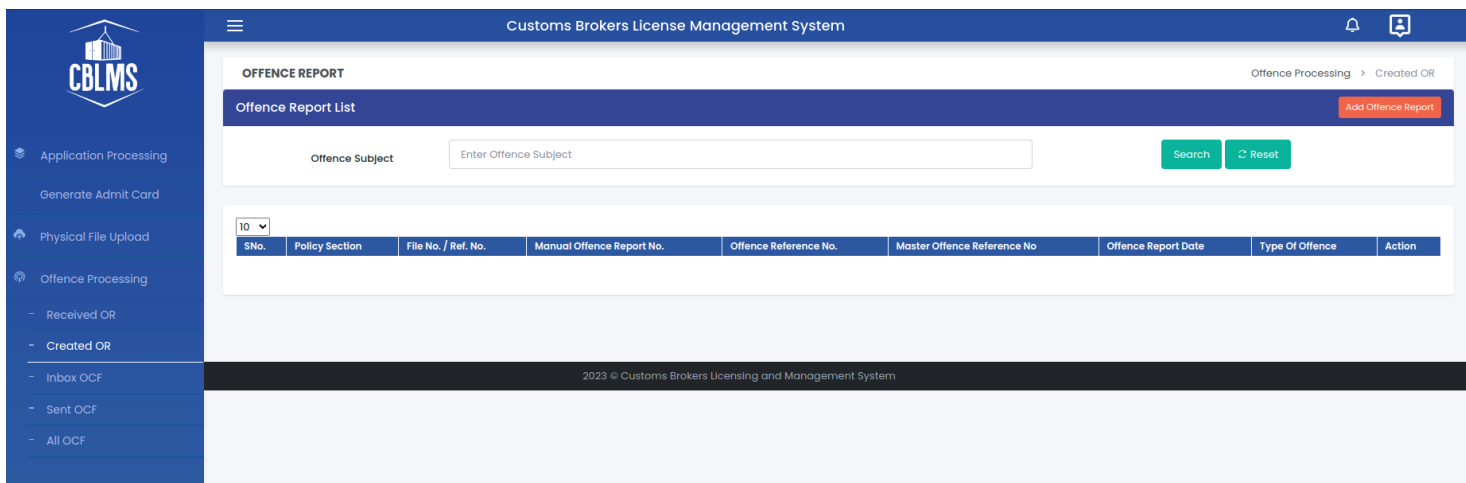 CBLMS
Application Processing
Generate Admit Card
Physical File Upload
Offence Processing
- Received OR
- Created OR
- Inbox OCF
- Sent OCF
- All OCF
Customs Brokers License Management System
OFFENCE REPORT
Offence Processing > Created OR
Offence Report List
Add Offence Report
Offence Subject
Enter Offence Subject
Search
Reset
10
SNo. Policy Section File No. / Ref. No. Manual Offence Report No. Offence Reference No. Master Offence Reference No Offence Report Date Type Of Offence Action
2023 © Customs Brokers Licensing and Management System